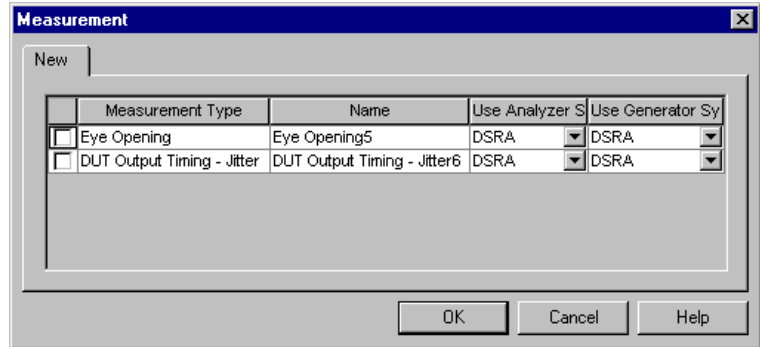 Measurement
New
Measurement Type Name Use Analyzer S Use Generator Sy
Eye Opening Eye Opening5 DSRA DSRA
DUT Output Timing - Jitter DUT Output Timing - Jitter6 DSRA DSRA
OK Cancel Help